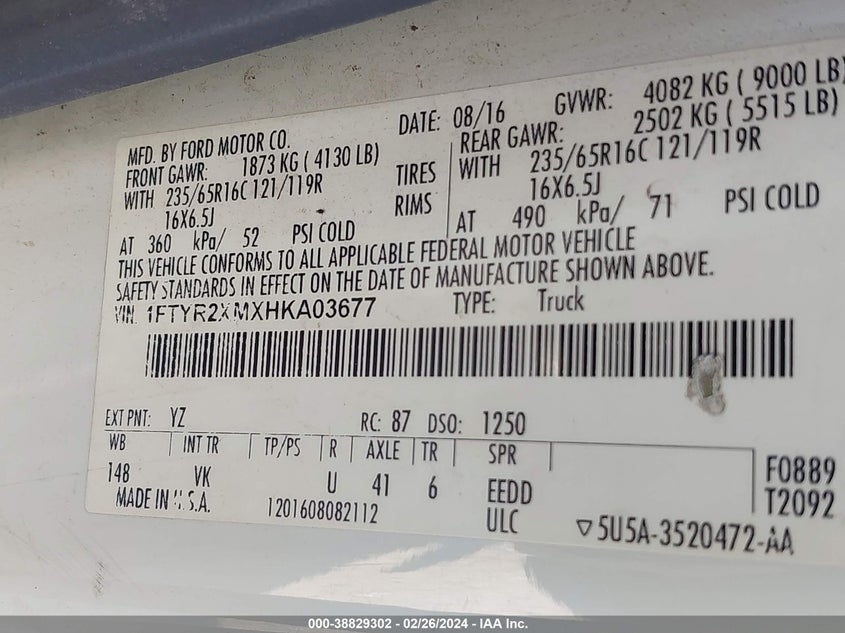 MFD. BY FORD MOTOR CO.
DATE: 08/16
GVWR: 4082 KG ( 9000 LB)
FRONT GAWR: 1873 KG ( 4130 LB)
WITH 235/65R16C 121/119R
16X6.5J
AT 360 kPa/ 52 PSI COLD
TIRES
RIMS
REAR GAWR: 2502 KG ( 5515 LB)
WITH 235/65R16C 121/119R
16X6.5J
AT 490 kPa/ 71 PSI COLD
THIS VEHICLE CONFORMS TO ALL APPLICABLE FEDERAL MOTOR VEHICLE
SAFETY STANDARDS IN EFFECT ON THE DATE OF MANUFACTURE SHOWN ABOVE.
VIN: 1FTYR2XMXHKA03677
TYPE: Truck
EXT PNT: YZ
RC: 87 DSO: 1250
WB INT TR TP/PS R AXLE TR SPR
148 VK U 41 6 EEDD
MADE IN U.S.A.
1201608082112
ULC
F0889
T2092
▽5U5A-3520472-AA
000-38829302 - 02/26/2024 - IAA Inc.